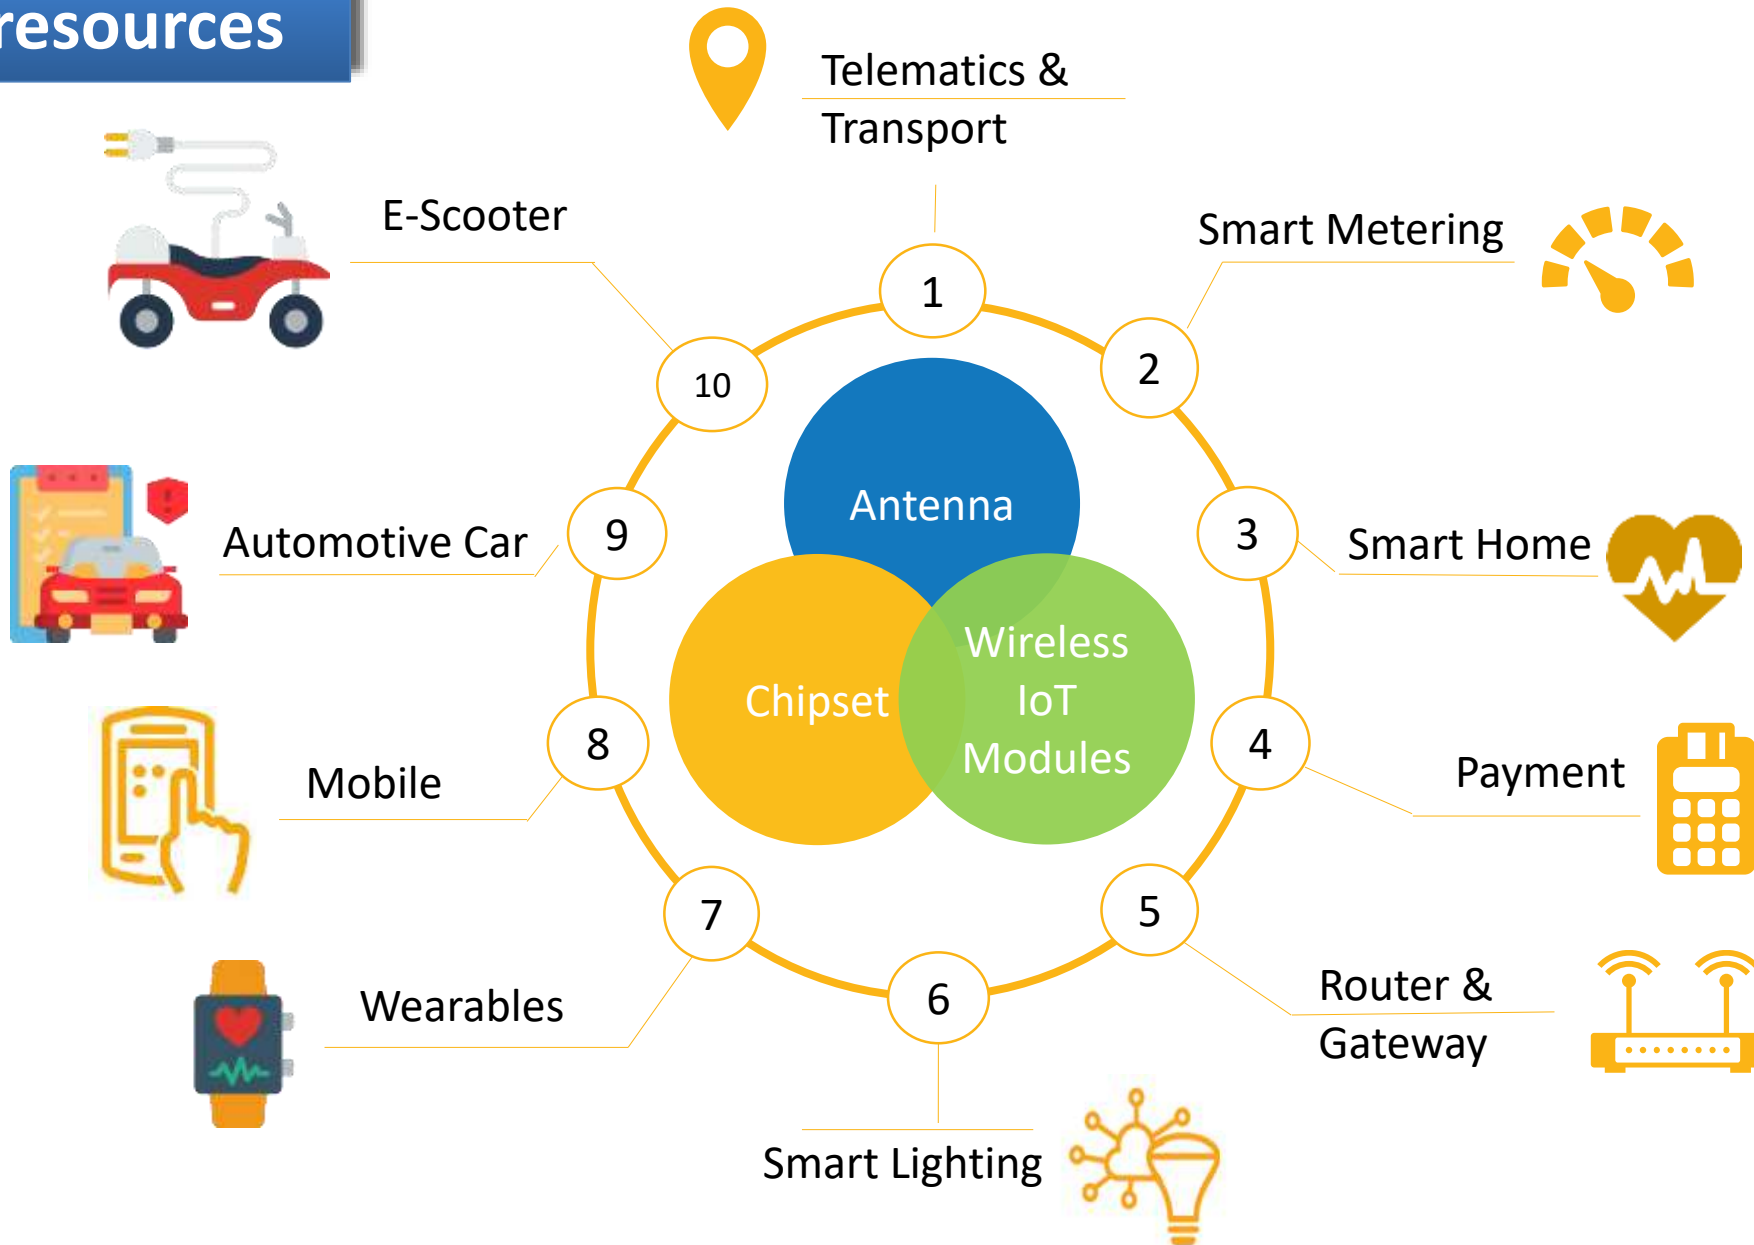 resources
Telematics &
Transport
E-Scooter
Smart Metering
1
2
10
Antenna
9
3
Automotive Car
Smart Home
Wireless
IoT
Modules
Chipset
8
4
Mobile
Payment
7
5
Wearables
6
Router &
Gateway
Smart Lighting